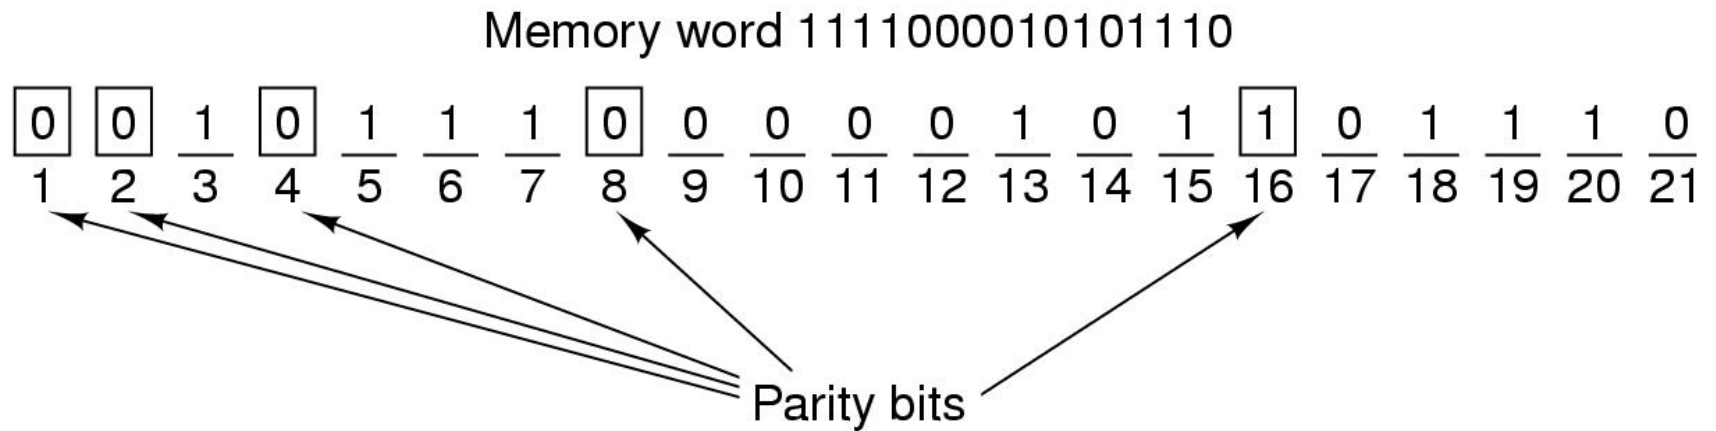 Memory word 1111000010101110
0 0 1 0 1 1 1 0 0 0 0 0 1 0 1 1 0 1 1 1 0
1 2 3 4 5 6 7 8 9 10 11 12 13 14 15 16 17 18 19 20 21
Parity bits